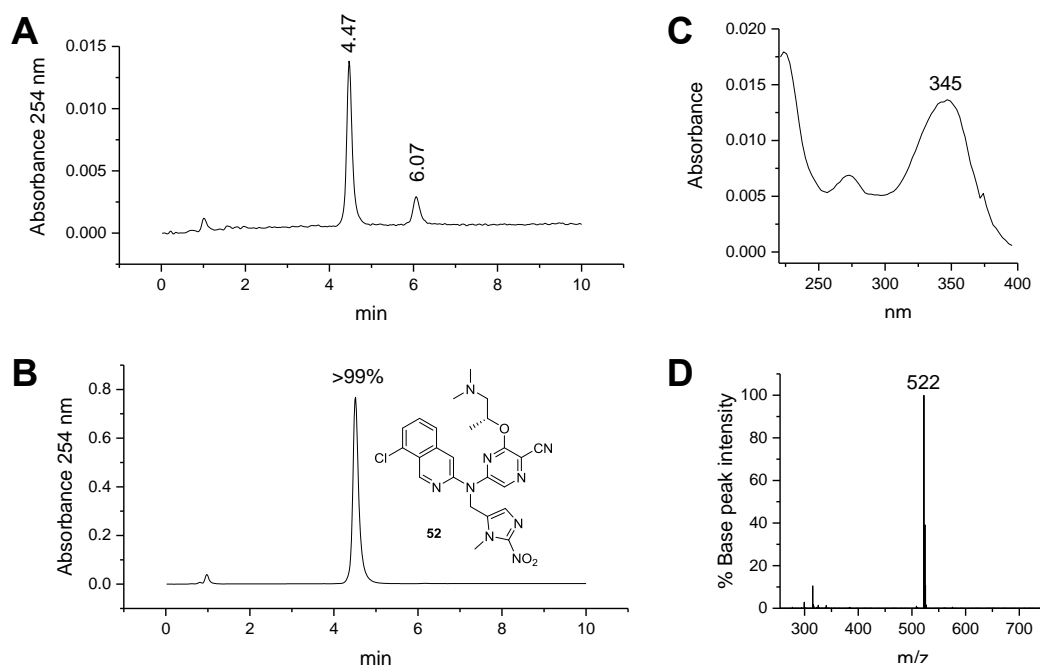 A
Absorbance 254 nm
0.015
0.010
0.005
0.000
4.47
6.07
0 2 4 6 8 10
min
C
Absorbance
0.020
0.015
0.010
0.005
0.000
345
250 300 350 400
nm
B
Absorbance 254 nm
0.8
0.6
0.4
0.2
0.0
>99%
N
O
CN
Cl
N
N
N
N
N
N
N
NO2
52
0 2 4 6 8 10
min
D
% Base peak intensity
100
80
60
40
20
0
522
300 400 500 600 700
m/z